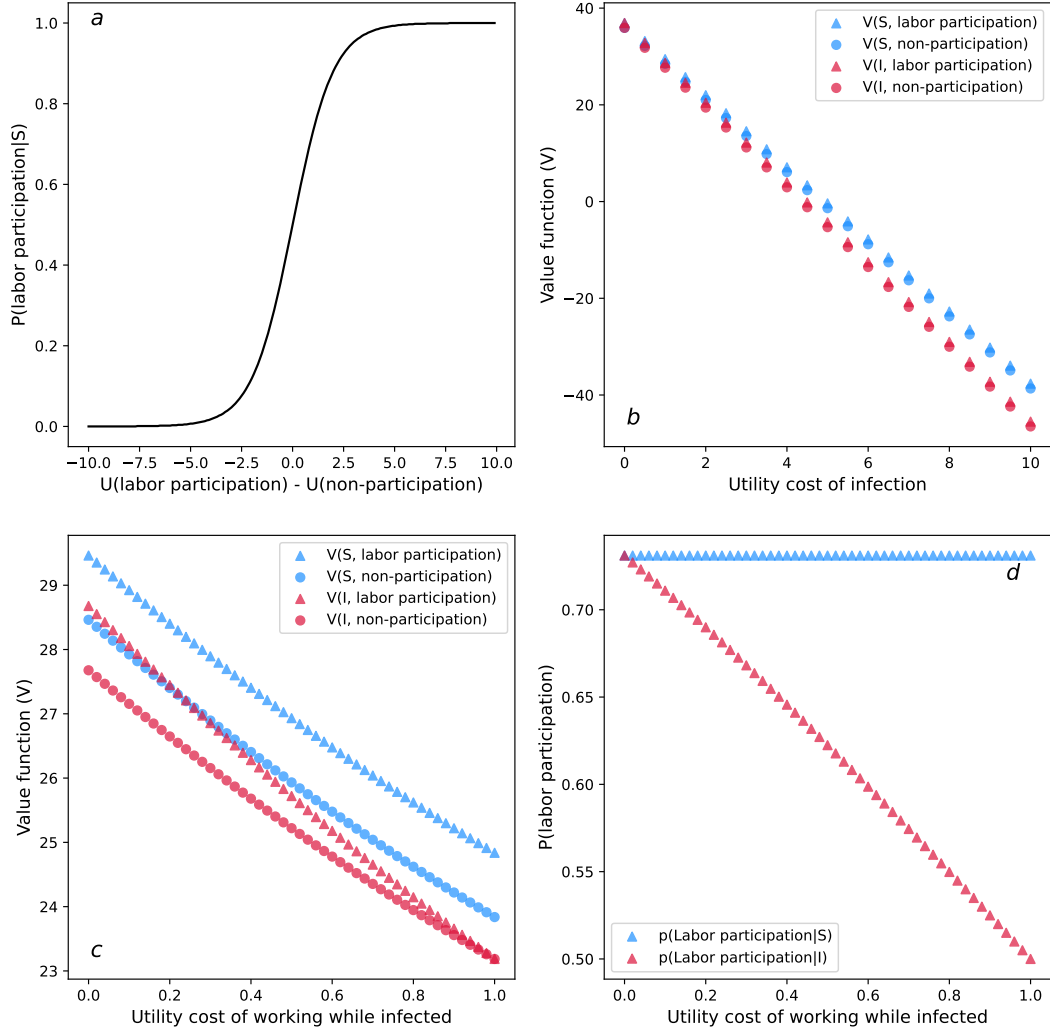 a
1.0
0.8
0.6
0.4
0.2
0.0
P(labor participation|S)
−10.0 −7.5 −5.0 −2.5 0.0 2.5 5.0 7.5 10.0
U(labor participation) - U(non-participation)
V(S, labor participation)
V(S, non-participation)
V(I, labor participation)
V(I, non-participation)
40
20
0
−20
−40
Value function (V)
b
0 2 4 6 8 10
Utility cost of infection
V(S, labor participation)
V(S, non-participation)
V(I, labor participation)
V(I, non-participation)
29
28
27
26
25
24
23
Value function (V)
c
0.0 0.2 0.4 0.6 0.8 1.0
Utility cost of working while infected
d
0.70
0.65
0.60
0.55
0.50
P(labor participation)
p(Labor participation|S)
p(Labor participation|I)
0.0 0.2 0.4 0.6 0.8 1.0
Utility cost of working while infected